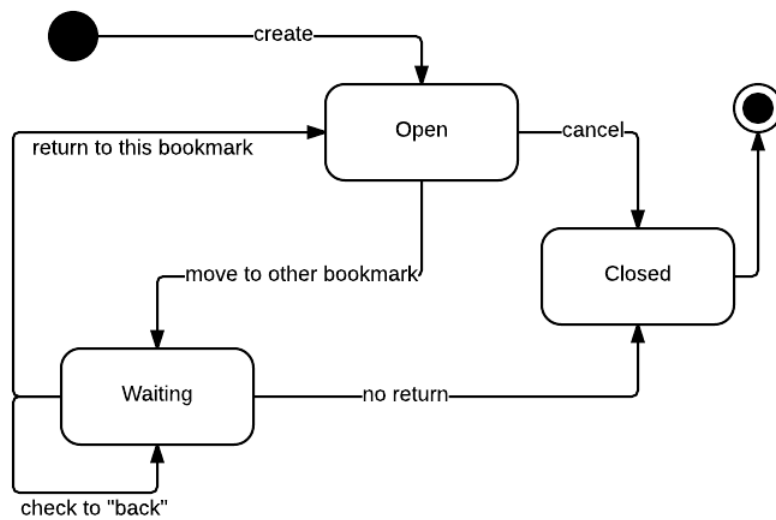 create
Open
cancel
return to this bookmark
move to other bookmark
Closed
Waiting
no return
check to "back"